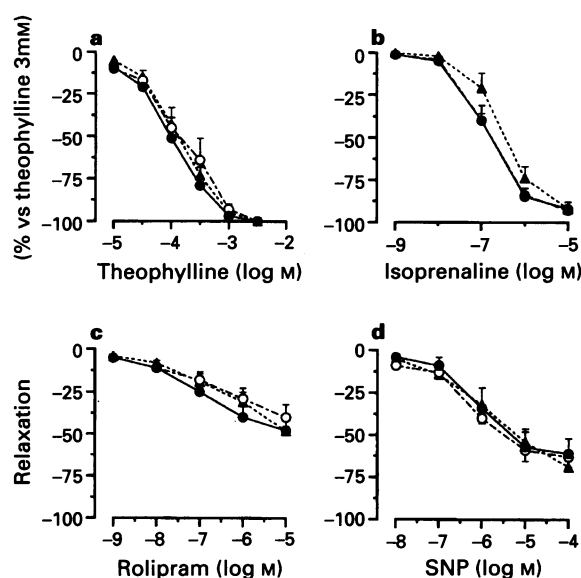 a
b
(% vs theophylline 3mM)
0
−25
−50
−75
−100
−5 −4 −3 −2
Theophylline (log M)
0
−25
−50
−75
−100
−9 −7 −5
Isoprenaline (log M)
c
d
Relaxation
0
−25
−50
−75
−100
−9 −8 −7 −6 −5
Rolipram (log M)
0
−25
−50
−75
−100
−8 −7 −6 −5 −4
SNP (log M)